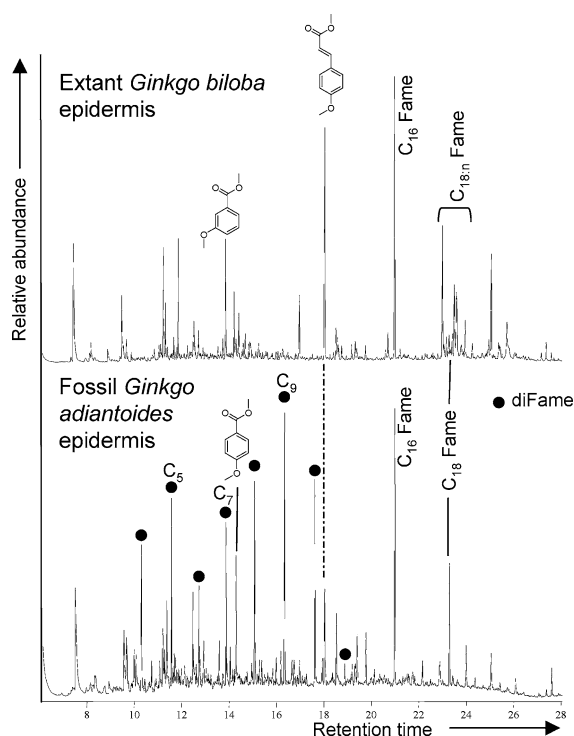 Extant Ginkgo biloba
epidermis
O
O
O
O
O
O
C16 Fame
C18:n Fame
Relative abundance
Fossil Ginkgo
adiantoides
epidermis
O
O
O
C5
C7
C9
C16 Fame
C18 Fame
diFame
8 10 12 14 16 18 20 22 24 26 28
Retention time